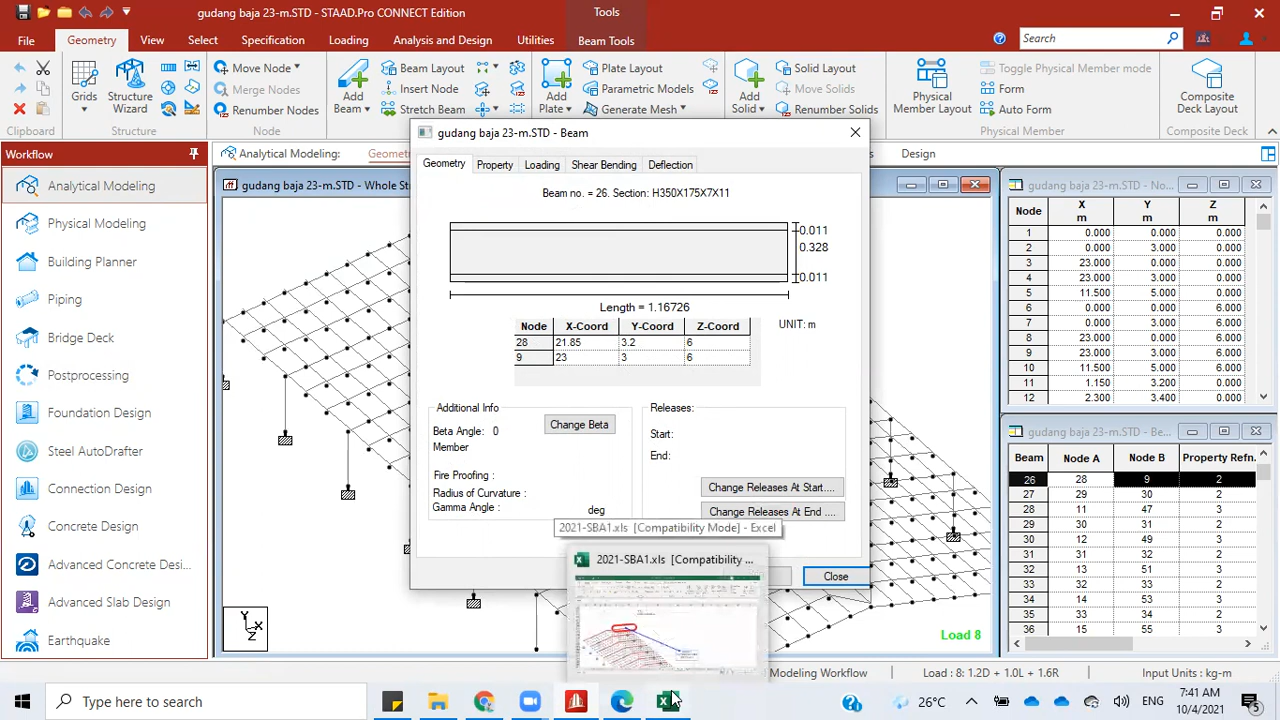 gudang baja 23-m.STD - STAAD.Pro CONNECT Edition
Tools
File
Geometry
View
Select
Specification
Loading
Analysis and Design
Utilities
Beam Tools
Search
Grids
Structure Wizard
Move Node
Merge Nodes
Renumber Nodes
Add Beam
Beam Layout
Insert Node
Stretch Beam
Add Plate
Plate Layout
Parametric Models
Generate Mesh
Add Solid
Solid Layout
Move Solids
Renumber Solids
Physical Member Layout
Toggle Physical Member mode
Form
Auto Form
Composite Deck Layout
Clipboard
Structure
Node
Physical Member
Composite Deck
Workflow
Analytical Modeling:
Geomet
Design
Analytical Modeling
Physical Modeling
Building Planner
Piping
Bridge Deck
Postprocessing
Foundation Design
Steel AutoDrafter
Connection Design
Concrete Design
Advanced Concrete Desi...
Advanced Slab Design
Earthquake
gudang baja 23-m.STD - Whole St
gudang baja 23-m.STD - Beam
Geometry
Property
Loading
Shear Bending
Deflection
Beam no. = 26. Section: H350X175X7X11
0.011
0.328
0.011
Length = 1.16726
UNIT: m
Node X-Coord Y-Coord Z-Coord
28 21.85 3.2 6
9 23 3 6
Additional Info
Beta Angle: 0
Change Beta
Member
Fire Proofing :
Radius of Curvature :
Gamma Angle :
deg
Releases:
Start:
End:
Change Releases At Start....
Change Releases At End ....
Close
2021-SBA1.xls [Compatibility Mode] - Excel
2021-SBA1.xls [Compatibility ...
Y
X
Z
Load 8
gudang baja 23-m.STD - No...
Node X m Y m Z m
1 0.000 0.000 0.000
2 0.000 3.000 0.000
3 23.000 0.000 0.000
4 23.000 3.000 0.000
5 11.500 5.000 0.000
6 0.000 0.000 6.000
7 0.000 3.000 6.000
8 23.000 0.000 6.000
9 23.000 3.000 6.000
10 11.500 5.000 6.000
11 1.150 3.200 0.000
12 2.300 3.400 0.000
gudang baja 23-m.STD - Be...
Beam Node A Node B Property Refn.
26 28 9 2
27 29 30 2
28 11 47 3
29 30 31 2
30 12 49 3
31 31 32 2
32 13 51 3
33 32 33 2
34 14 53 3
35 33 34 2
36 15 55 3
Modeling Workflow
Load : 8: 1.2D + 1.0L + 1.6R
Input Units : kg-m
Type here to search
26°C
ENG
7:41 AM
10/4/2021
5